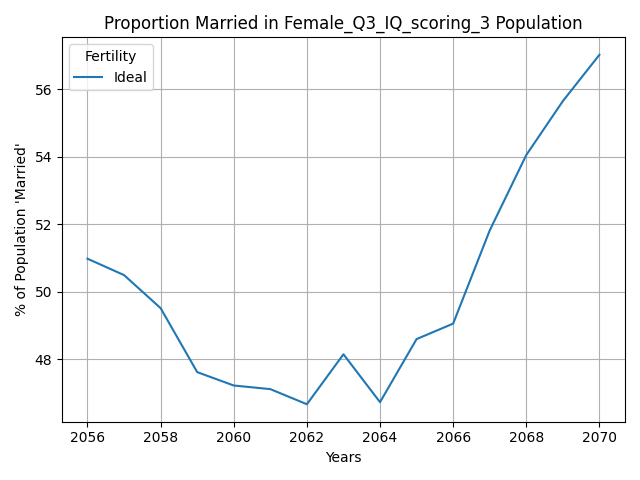 Proportion Married in Female_Q3_IQ_scoring_3 Population
Fertility
Ideal
% of Population 'Married'
56
54
52
50
48
2056 2058 2060 2062 2064 2066 2068 2070
Years